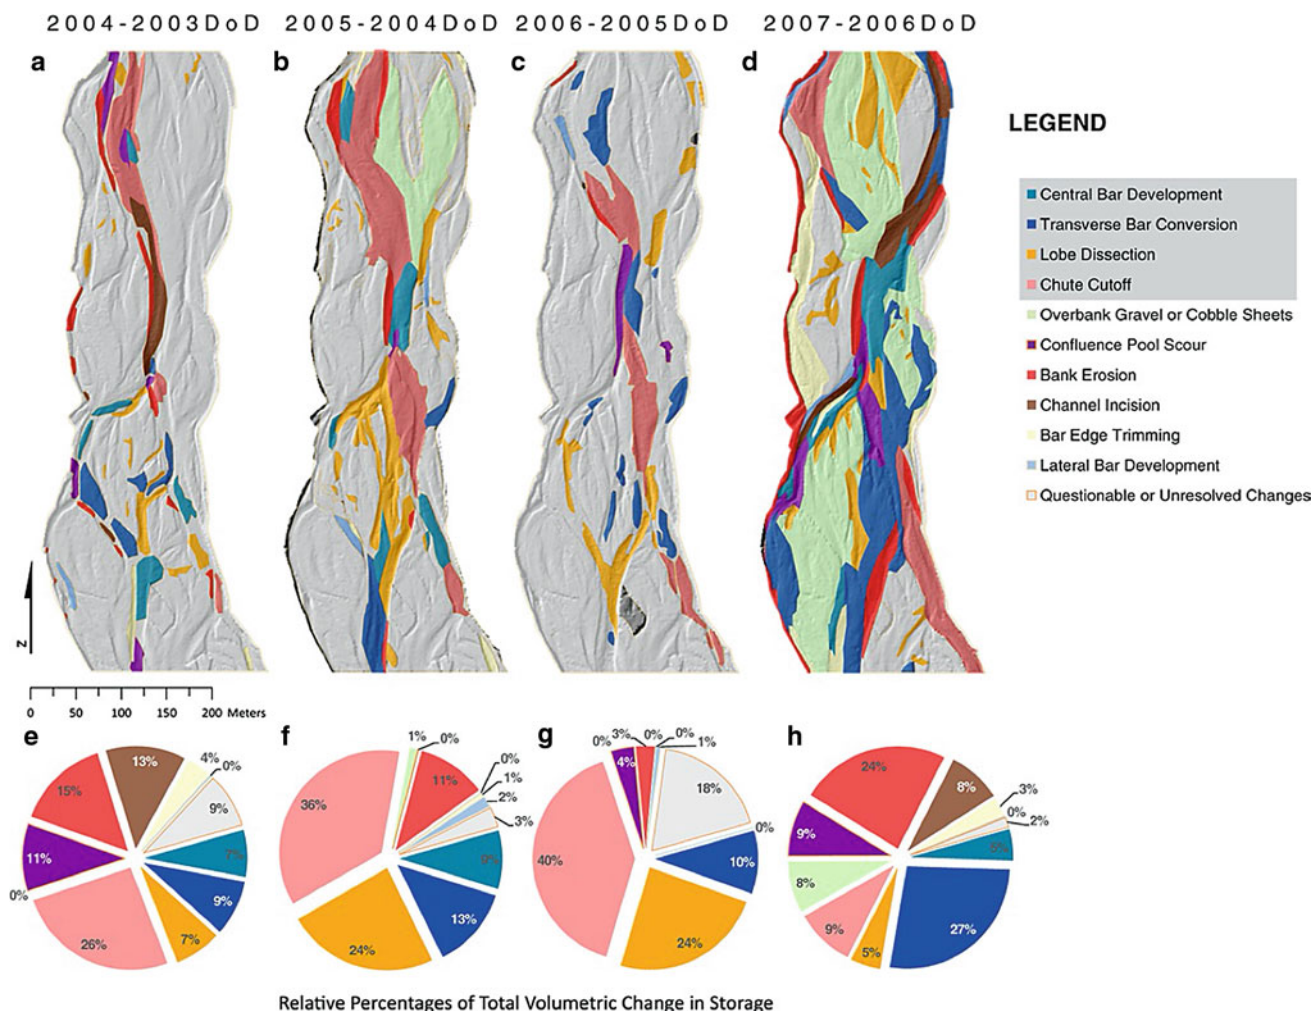 2004-2003DoD
2005-2004DoD
2006-2005DoD
2007-2006DoD
a
b
c
d
LEGEND
Central Bar Development
Transverse Bar Conversion
Lobe Dissection
Chute Cutoff
Overbank Gravel or Cobble Sheets
Confluence Pool Scour
Bank Erosion
Channel Incision
Bar Edge Trimming
Lateral Bar Development
Questionable or Unresolved Changes
N
0 50 100 150 200 Meters
e
13%
4%
0%
9%
7%
9%
7%
26%
0%
11%
15%
f
1%
0%
11%
0%
1%
2%
3%
9%
13%
24%
36%
g
0%
4%
3%
0%
0%
1%
18%
0%
10%
24%
40%
h
24%
8%
3%
0%
2%
5%
27%
5%
9%
8%
9%
Relative Percentages of Total Volumetric Change in Storage